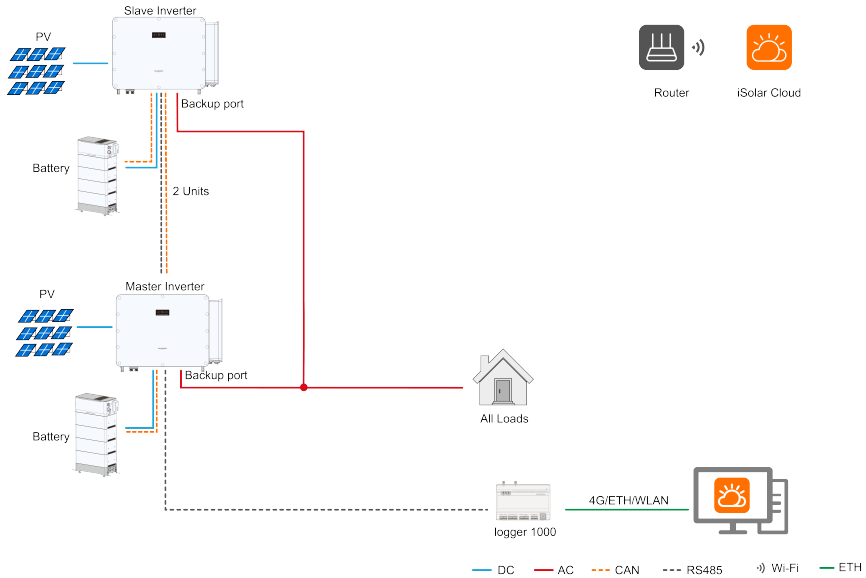 Slave Inverter
PV
Router
iSolar Cloud
Backup port
Battery
2 Units
Master Inverter
PV
Backup port
All Loads
Battery
4G/ETH/WLAN
logger 1000
DC
AC
CAN
RS485
Wi-Fi
ETH